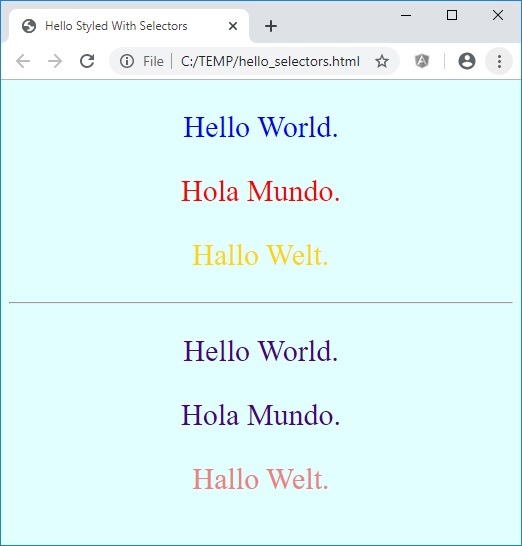 Hello Styled With Selectors
File C:/TEMP/hello_selectors.html
Hello World.
Hola Mundo.
Hallo Welt.
Hello World.
Hola Mundo.
Hallo Welt.